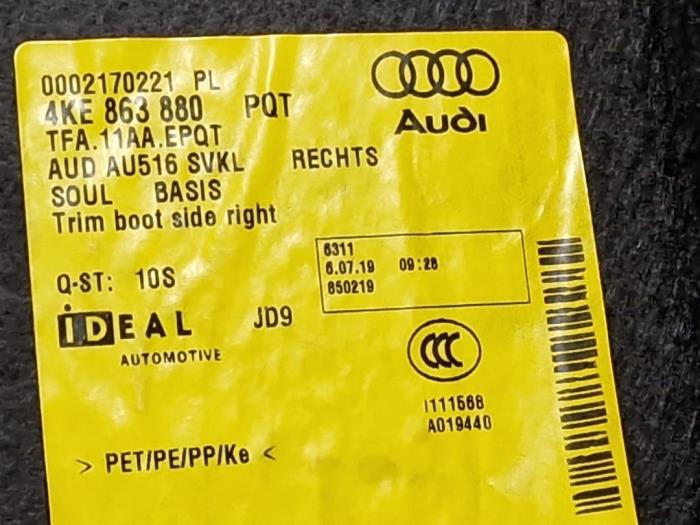 0002170221 PL
4KE 863 880 PQT
TFA.11AA.EPQT
AUD AU516 SVKL RECHTS
SOUL BASIS
Trim boot side right
Audi
Q-ST: 10S
6311
6.07.19 09:28
850219
IDEAL JD9
AUTOMOTIVE
CCC
I111568
A019440
> PET/PE/PP/Ke <